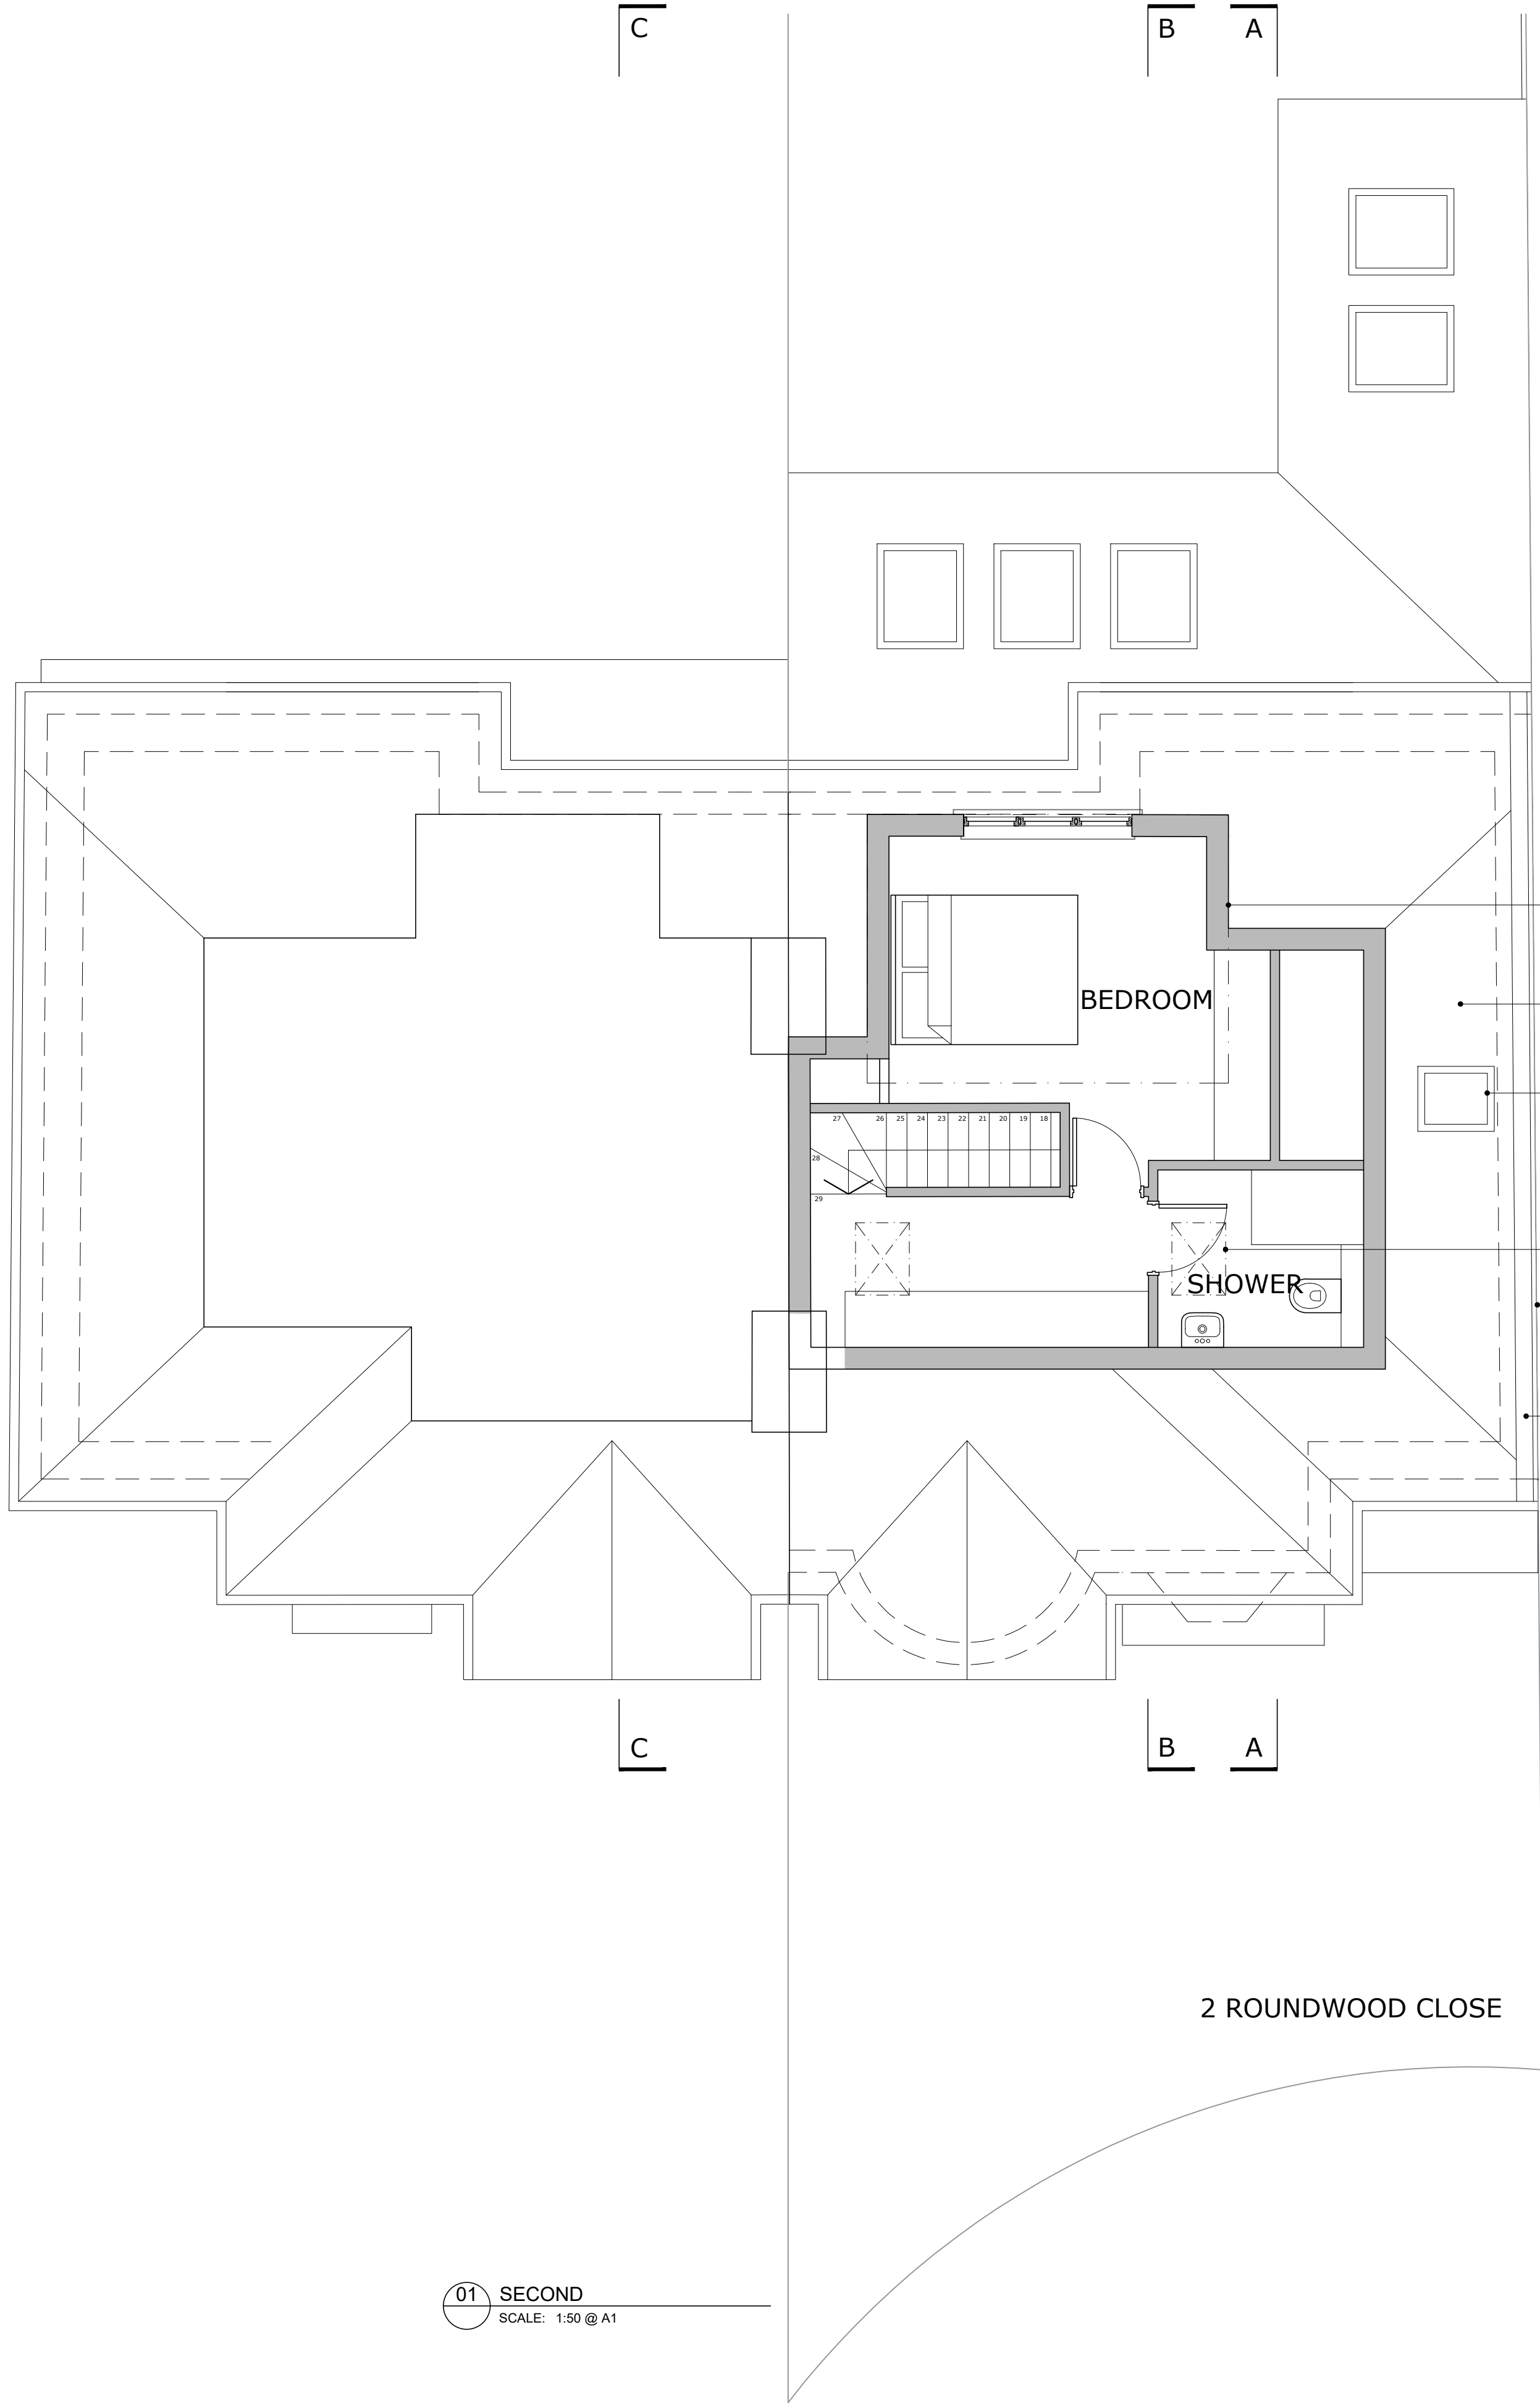 C
B
A
BEDROOM
27
26
25
24
23
22
21
20
19
18
28
29
SHOWER
C
B
A
2 ROUNDWOOD CLOSE
01 SECOND
SCALE: 1:50 @ A1